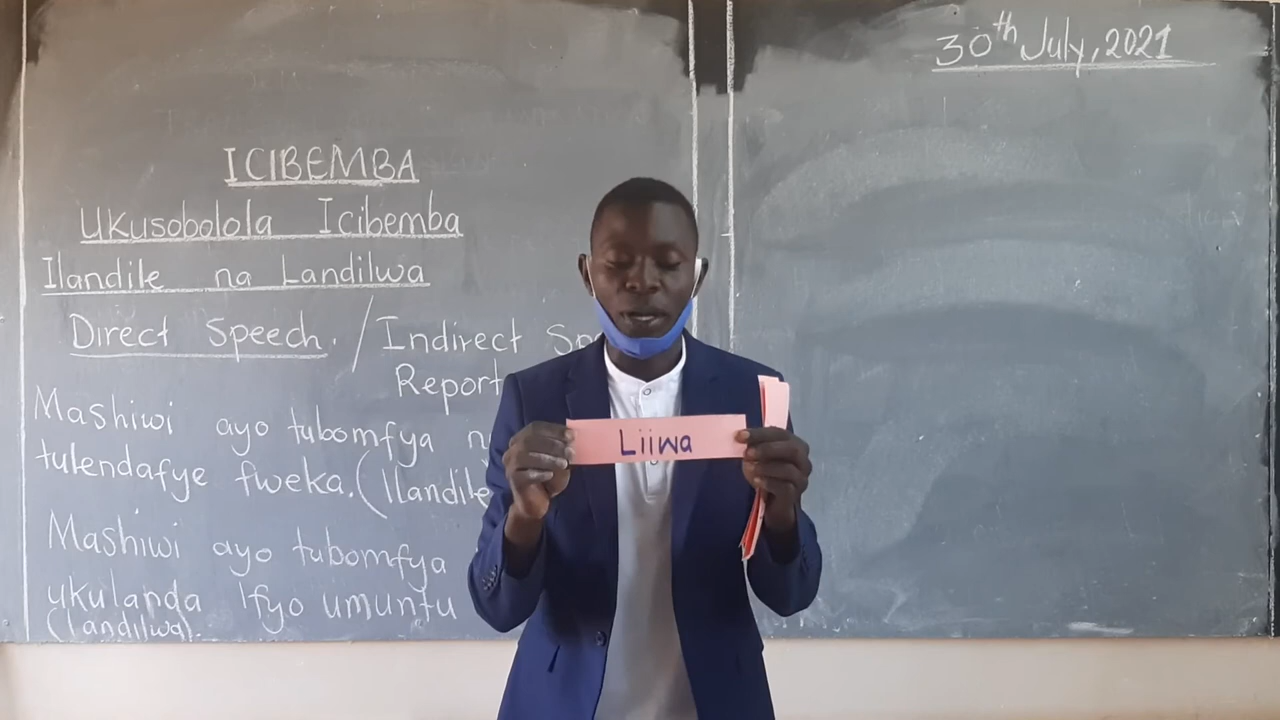 30th July, 2021
ICIBEMBA
Ukusobolola Icibemba
Ilandile na Landilwa
Direct Speech. / Indirect Sp
Report
Mashiwi ayo tubomfya n
tulendafye fweka. (Ilandile
Mashiwi ayo tubomfya
ukulanda Ifyo umuntu
(landilwa).
Liiwa